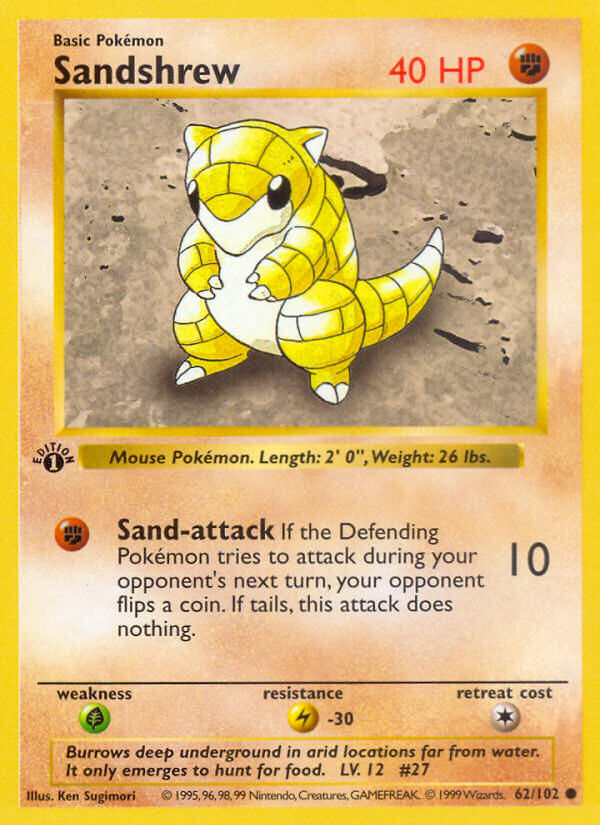 Basic Pokémon
Sandshrew 40 HP
EDITION
1
Mouse Pokémon. Length: 2' 0", Weight: 26 lbs.
Sand-attack If the Defending
Pokémon tries to attack during your
opponent's next turn, your opponent
flips a coin. If tails, this attack does
nothing.
10
weakness resistance retreat cost
-30
Burrows deep underground in arid locations far from water.
It only emerges to hunt for food. LV. 12 #27
Illus. Ken Sugimori © 1995, 96, 98, 99 Nintendo, Creatures, GAMEFREAK. © 1999 Wizards. 62/102